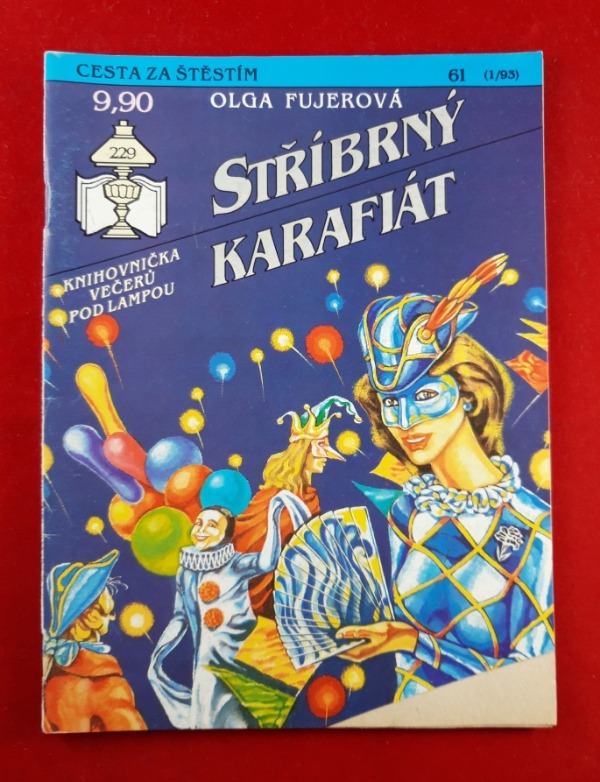 CESTA ZA ŠTĚSTÍM 61 (1/93)
9,90 OLGA FUJEROVÁ
229
STŘÍBRNÝ
KARAFIÁT
KNIHOVNIČKA
VEČERŮ
POD LAMPOU